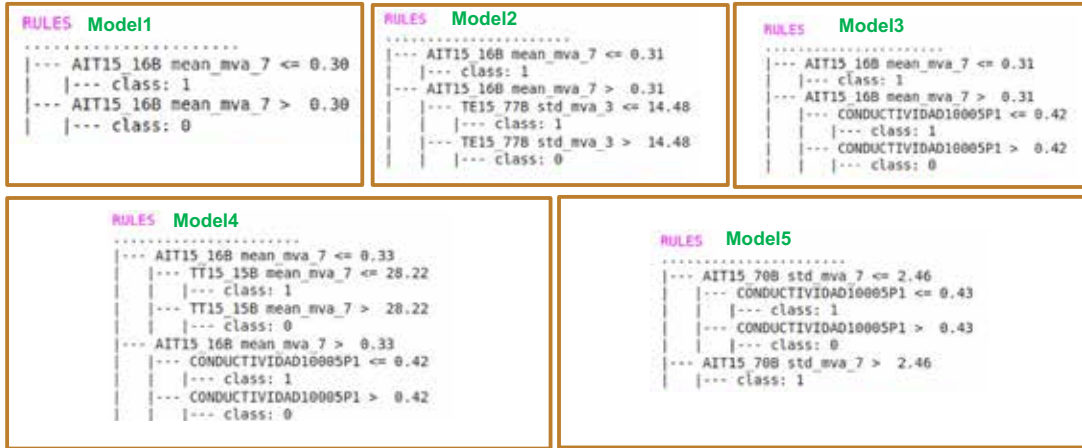 RULES Model1
.......................
|--- AIT15_16B mean_mva_7 <= 0.30
|   |--- class: 1
|--- AIT15_16B mean_mva_7 >  0.30
|   |--- class: 0
RULES Model2
.......................
|--- AIT15_16B mean_mva_7 <= 0.31
|   |--- class: 1
|--- AIT15_16B mean_mva_7 >  0.31
|   |--- TE15_77B std_mva_3 <= 14.48
|   |   |--- class: 1
|   |--- TE15_77B std_mva_3 >  14.48
|   |   |--- class: 0
RULES Model3
.......................
|--- AIT15_16B mean_mva_7 <= 0.31
|   |--- class: 1
|--- AIT15_16B mean_mva_7 >  0.31
|   |--- CONDUCTIVIDAD10005P1 <= 0.42
|   |   |--- class: 1
|   |--- CONDUCTIVIDAD10005P1 >  0.42
|   |   |--- class: 0
RULES Model4
.......................
|--- AIT15_16B mean_mva_7 <= 0.33
|   |--- TT15_15B mean_mva_7 <= 28.22
|   |   |--- class: 1
|   |--- TT15_15B mean_mva_7 >  28.22
|   |   |--- class: 0
|--- AIT15_16B mean_mva_7 >  0.33
|   |--- CONDUCTIVIDAD10005P1 <= 0.42
|   |   |--- class: 1
|   |--- CONDUCTIVIDAD10005P1 >  0.42
|   |   |--- class: 0
RULES Model5
.......................
|--- AIT15_70B std_mva_7 <= 2.46
|   |--- CONDUCTIVIDAD10005P1 <= 0.43
|   |   |--- class: 1
|   |--- CONDUCTIVIDAD10005P1 >  0.43
|   |   |--- class: 0
|--- AIT15_70B std_mva_7 >  2.46
|   |--- class: 1